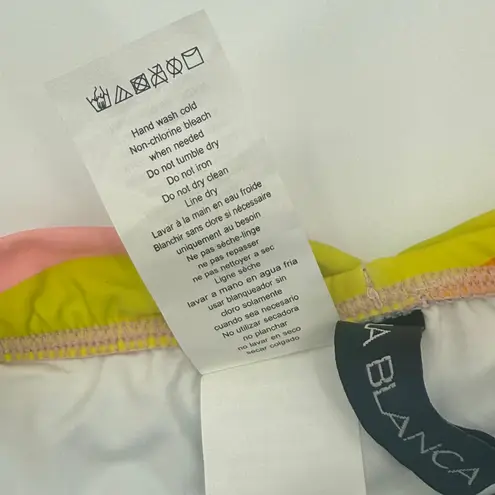 Hand wash cold
Non-chlorine bleach
when needed
Do not tumble dry
Do not iron
Do not dry clean
Line dry
Lavar à la main en eau froide
Blanchir sans clore si nécessaire
uniquement au besoin
Ne pas sèche-linge
ne pas repasser
ne pas nettoyer a sec
Ligne sèche
lavar a mano en agua fria
usar blanqueador sin
cloro solamente
cuando sea necesario
No utilizar secadora
no planchar
no lavar en seco
secar colgado
A BLANCA